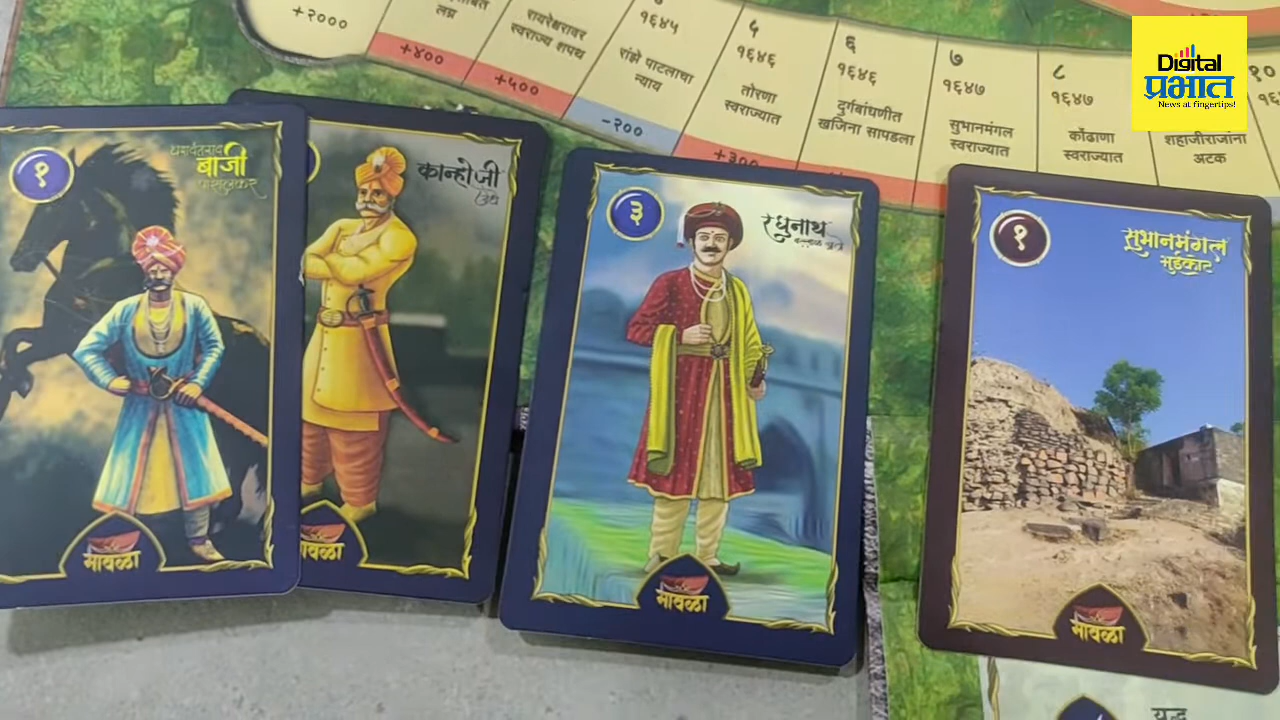 +२०००
लग्न
+४००
रायरेश्वरावर
स्वराज्य शपथ
+५००
१६४५
रांझे पाटलाचा
न्याय
-२००
५
१६४६
तोरणा
स्वराज्यात
+३००
६
१६४६
दुर्गबांधणीत
खजिना सापडला
७
१६४७
सुभानमंगल
स्वराज्यात
८
१६४७
कोंढाणा
स्वराज्यात
शहाजीराजांना
अटक
१०
Digital
प्रभात
News at fingertips!
१
बाजी
मावळा
कान्होजी
मावळा
३
रघुनाथ
मावळा
१
सुभानमंगल
भुईकोट
मावळा
युद्ध